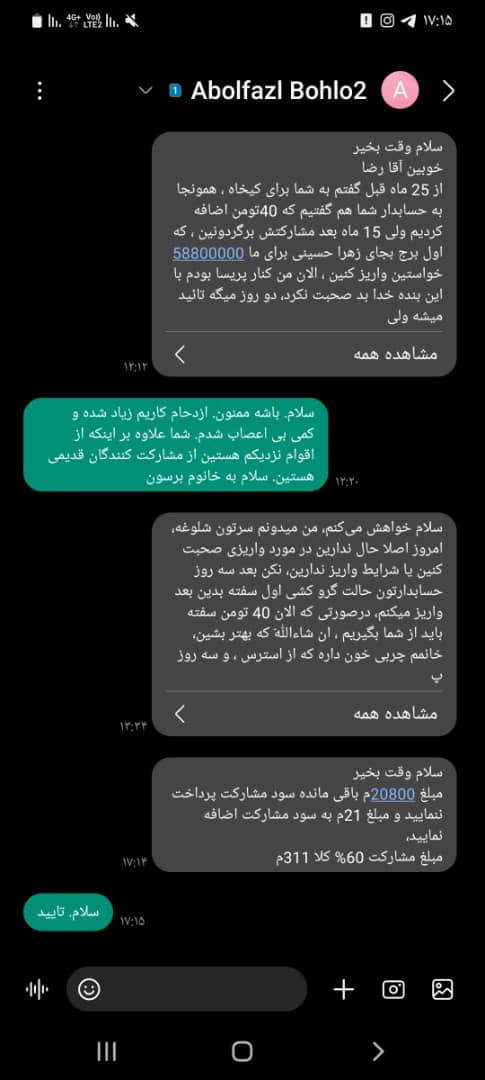 ۱۷:۱۵
4G+ Vo)) LTE2
Abolfazl Bohlo2
1
A
سلام وقت بخیر
خوبین آقا رضا
از 25 ماه قبل گفتم به شما برای کیخاه ، همونجا
به حسابدار شما هم گفتیم که 40تومن اضافه
کردیم ولی 15 ماه بعد مشارکتش برگردونین ، که
اول برج بجای زهرا حسینی برای ما 58800000
خواستین واریز کنین ، الان من کنار پریسا بودم با
این بنده خدا بد صحبت نکرد، دو روز میگه تائید
میشه ولی
مشاهده همه
۱۲:۱۲
سلام. باشه ممنون. ازدحام کاریم زیاد شده و
کمی بی اعصاب شدم. شما علاوه بر اینکه از
اقوام نزدیکم هستین از مشارکت کنندگان قدیمی
هستین. سلام به خانوم برسون
۱۲:۲۰
سلام خواهش می‌کنم، من میدونم سرتون شلوغه،
امروز اصلا حال ندارین در مورد واریزی صحبت
کنین یا شرایط واریز ندارین، نکن بعد سه روز
حسابدارتون حالت گرو کشی اول سفته بدین بعد
واریز میکنم، درصورتی که الان 40 تومن سفته
باید از شما بگیریم ، ان شاءالله که بهتر بشین،
خانمم چربی خون داره که از استرس ، و سه روز
پ
مشاهده همه
۱۳:۳۴
سلام وقت بخیر
مبلغ 20800م باقی مانده سود مشارکت پرداخت
ننمایید و مبلغ 21م به سود مشارکت اضافه
نمایید،
مبلغ مشارکت 60% کلا 311م
۱۷:۱۴
سلام. تایید
۱۷:۱۵